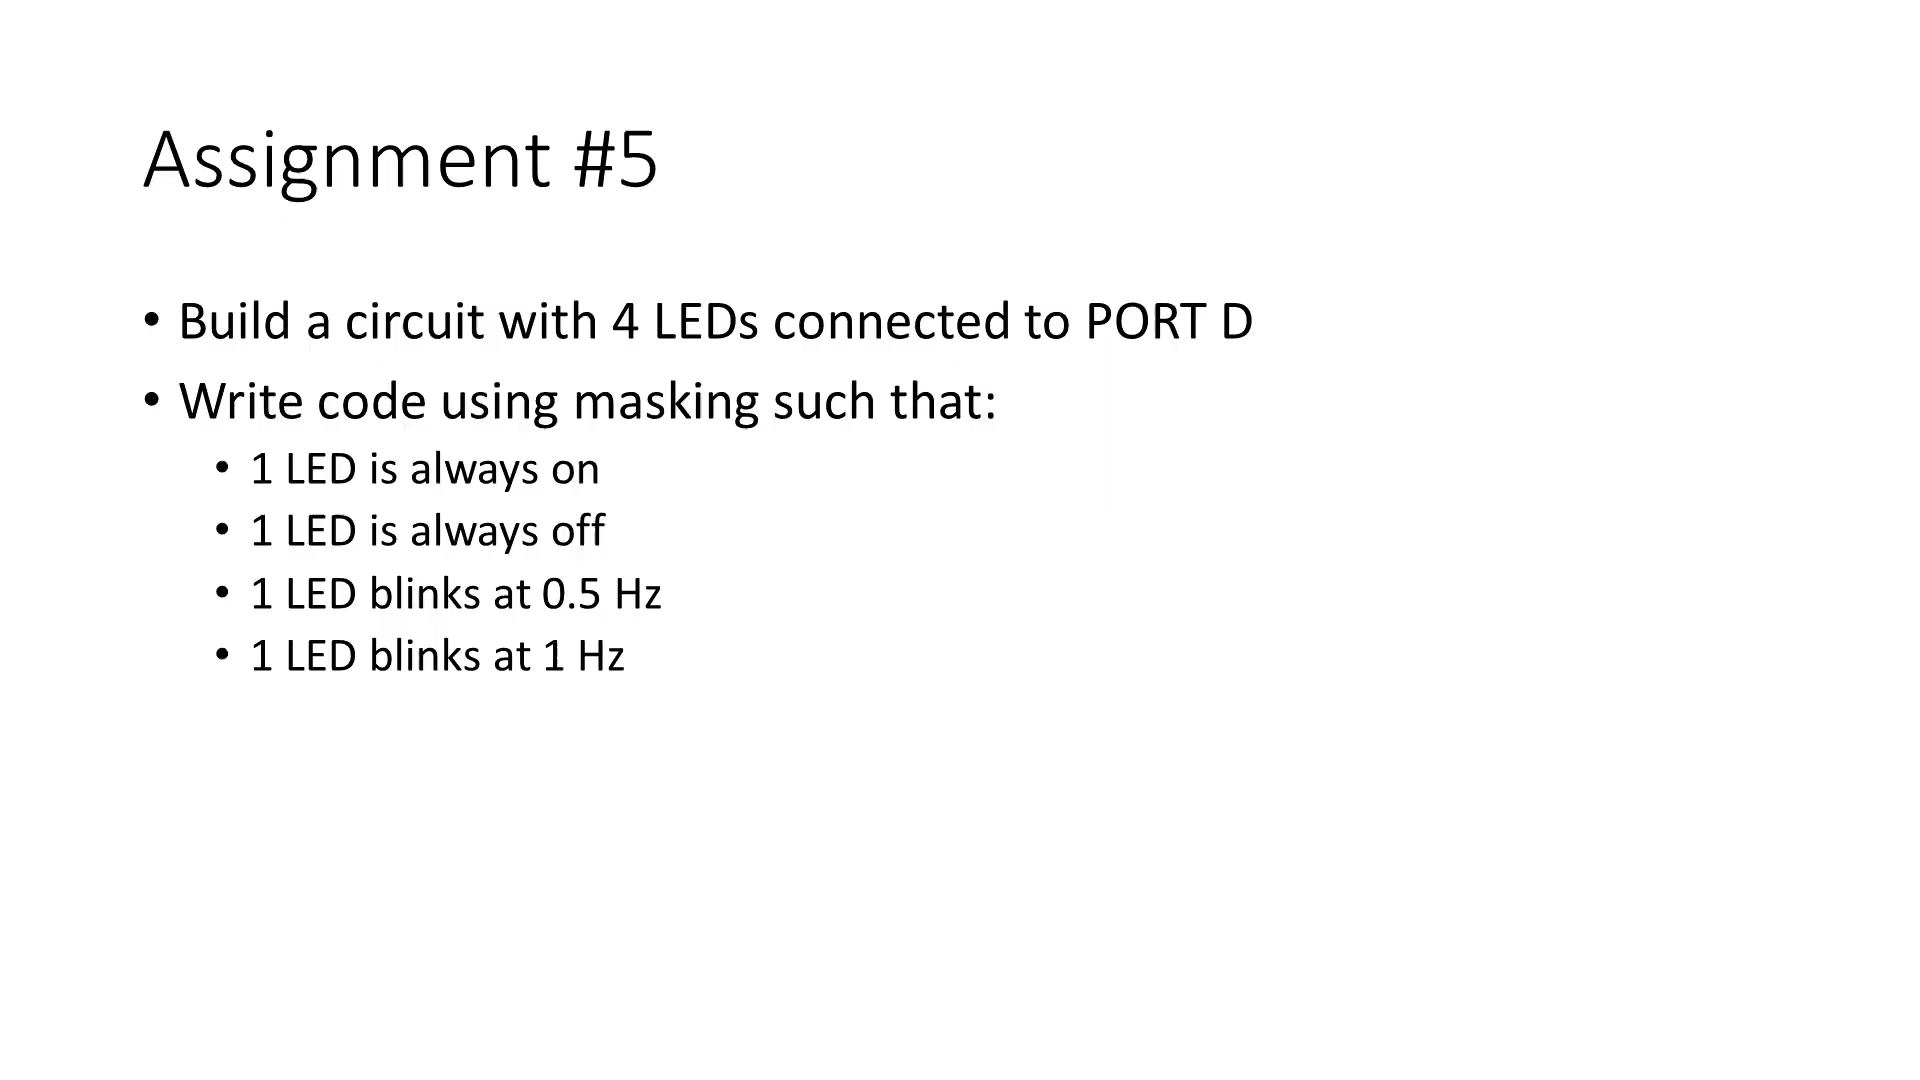 Assignment #5
• Build a circuit with 4 LEDs connected to PORT D
• Write code using masking such that:
• 1 LED is always on
• 1 LED is always off
• 1 LED blinks at 0.5 Hz
• 1 LED blinks at 1 Hz